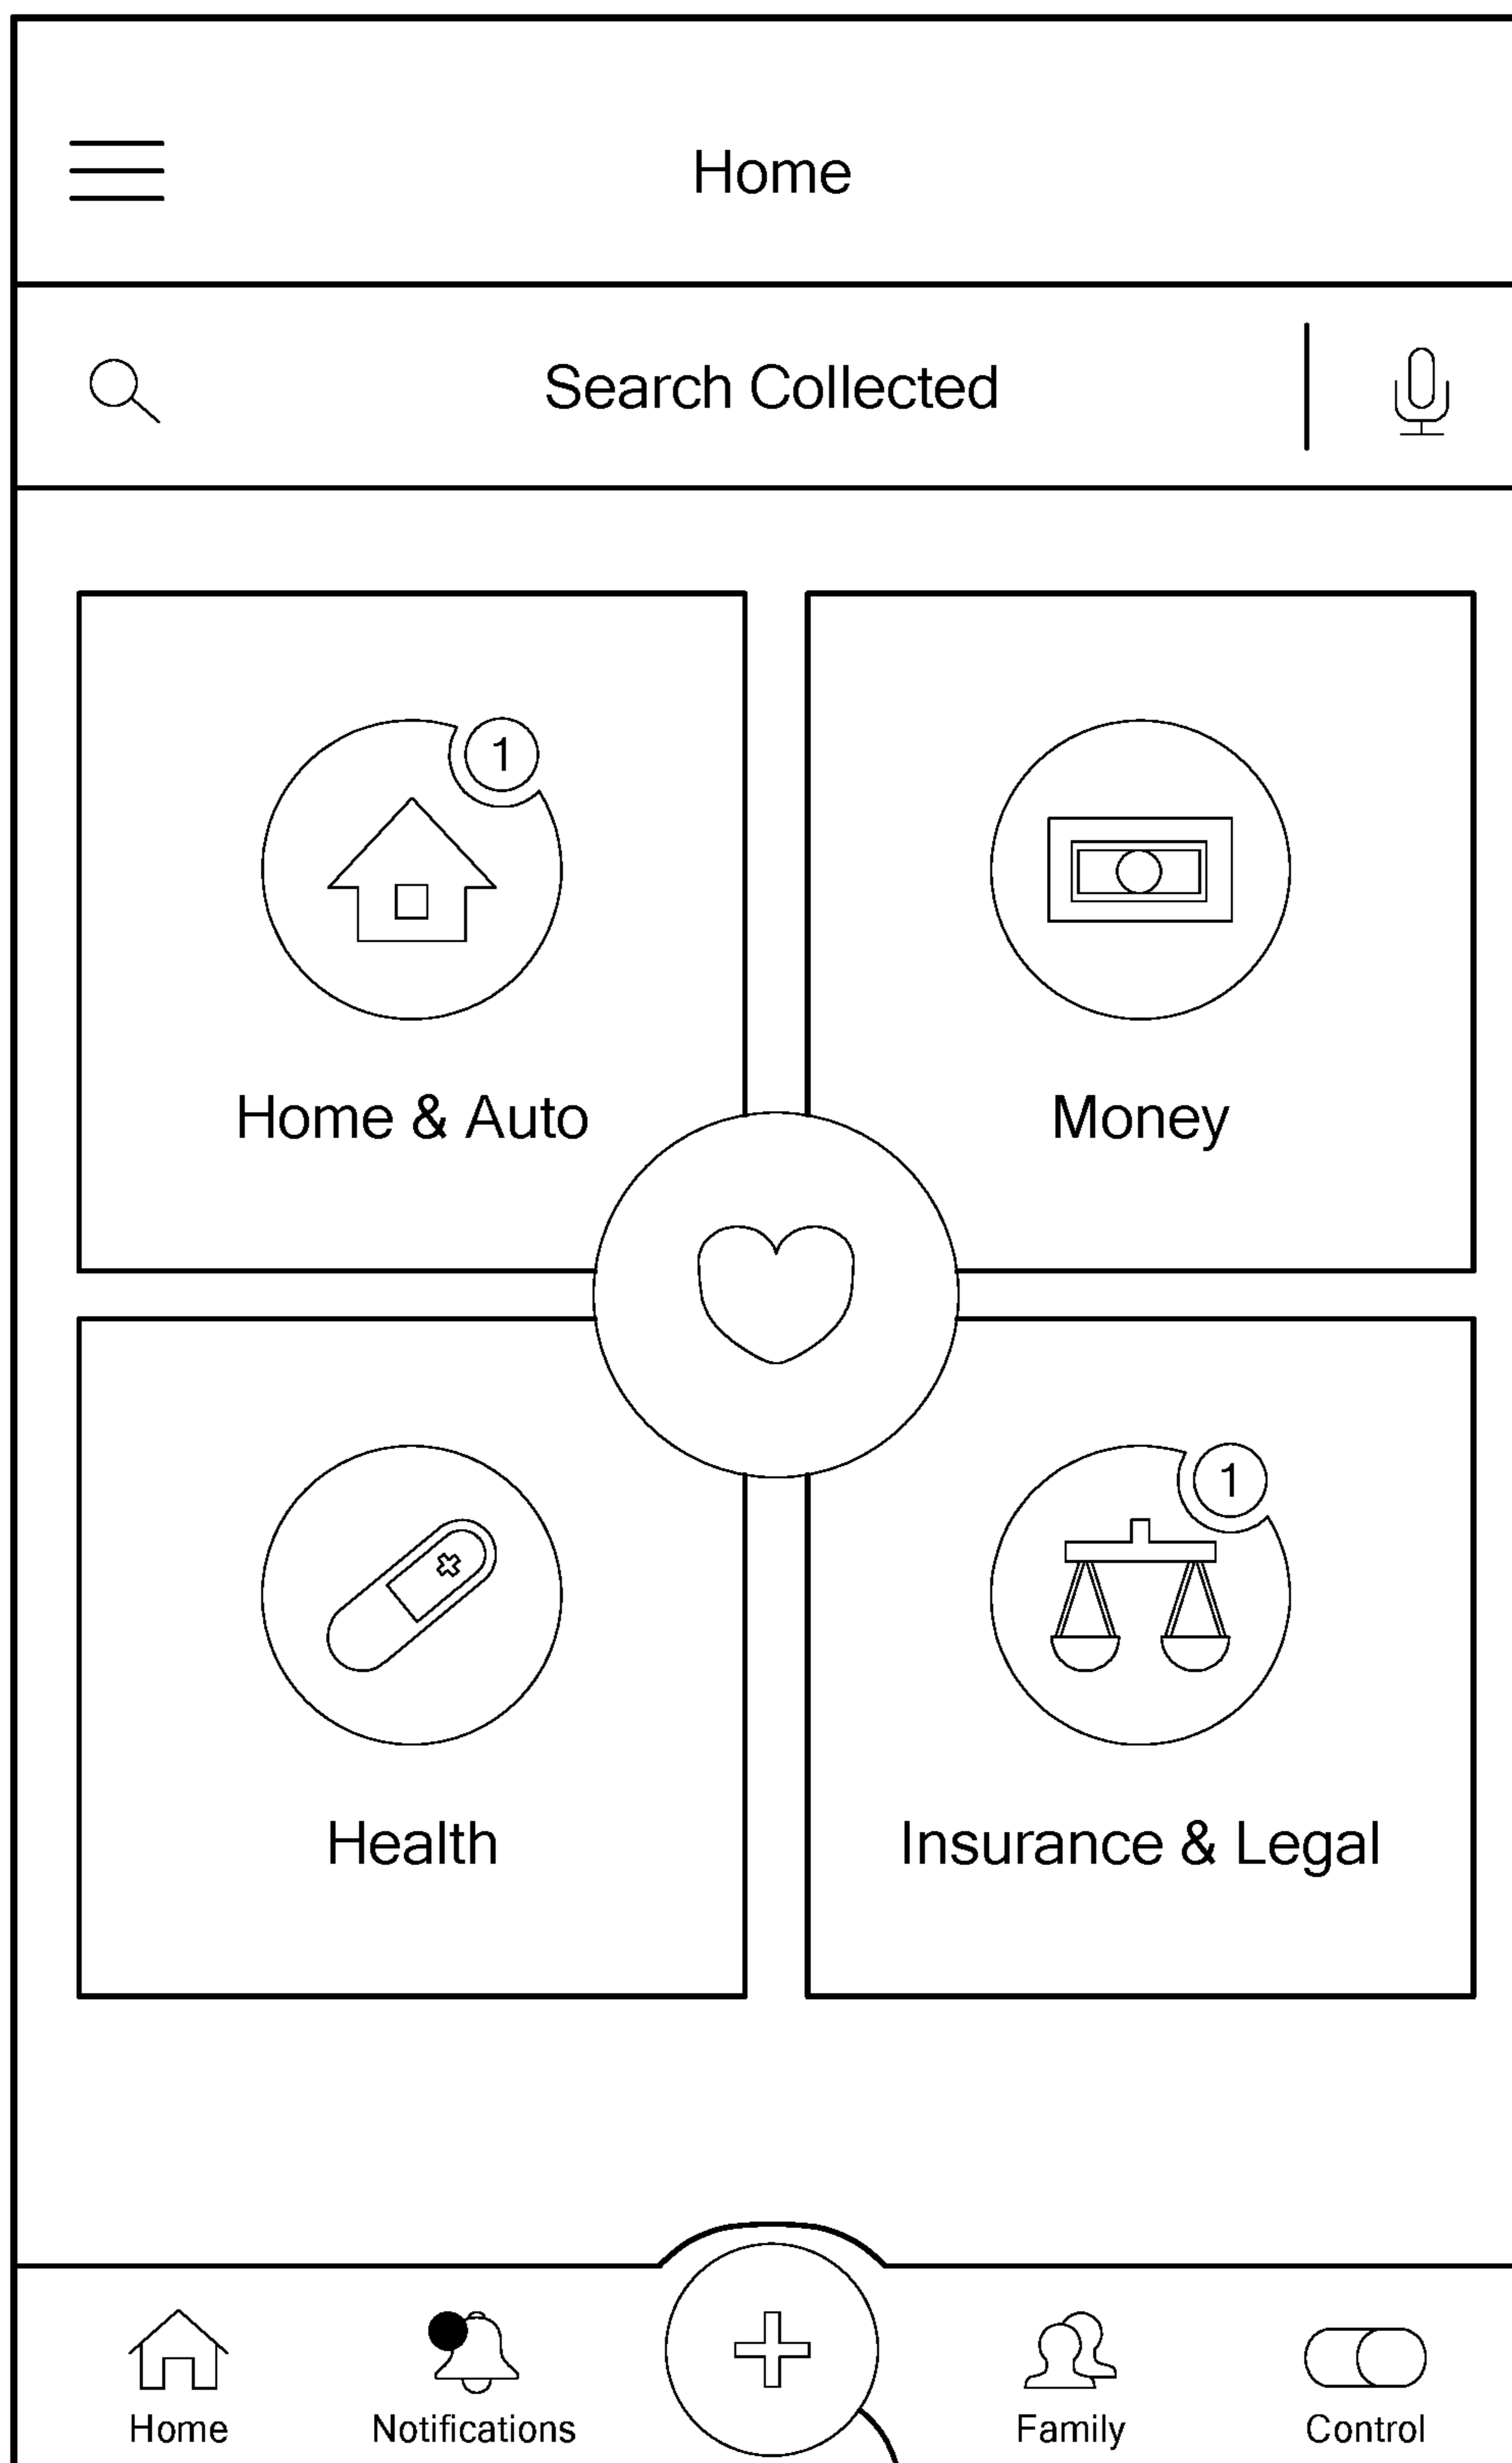 Home
Search Collected
1
Home & Auto
Money
1
Health
Insurance & Legal
Home
Notifications
Family
Control